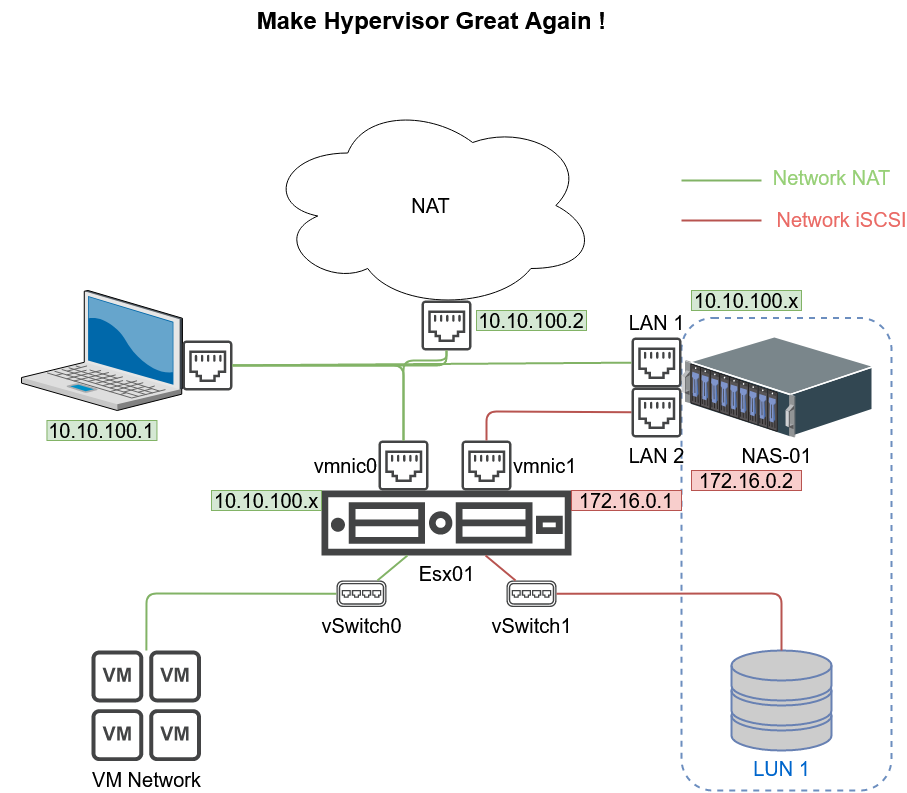 Make Hypervisor Great Again !
NAT
Network NAT
Network iSCSI
10.10.100.x
10.10.100.2
LAN 1
10.10.100.1
LAN 2
NAS-01
vmnic0
vmnic1
172.16.0.2
10.10.100.x
172.16.0.1
Esx01
vSwitch0
vSwitch1
VM
VM
VM
VM
VM Network
LUN 1